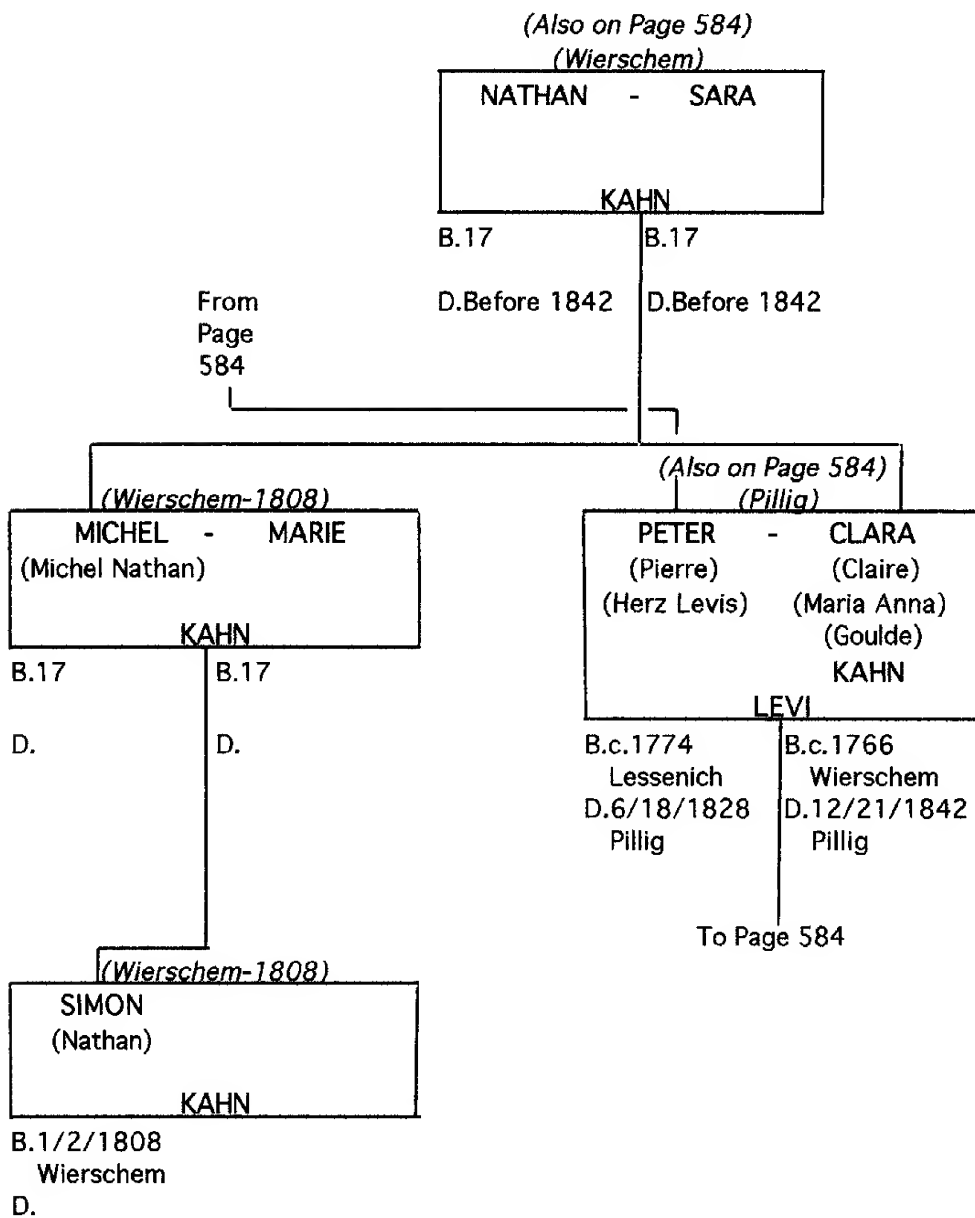 (Also on Page 584)
(Wierschem)
NATHAN - SARA
KAHN
B.17 B.17
D.Before 1842 D.Before 1842
From
Page
584
(Wierschem-1808)
MICHEL - MARIE
(Michel Nathan)
KAHN
B.17 B.17
D. D.
(Also on Page 584)
(Pillig)
PETER - CLARA
(Pierre) (Claire)
(Herz Levis) (Maria Anna)
(Goulde)
KAHN
LEVI
B.c.1774 B.c.1766
Lessenich Wierschem
D.6/18/1828 D.12/21/1842
Pillig Pillig
To Page 584
(Wierschem-1808)
SIMON
(Nathan)
KAHN
B.1/2/1808
Wierschem
D.